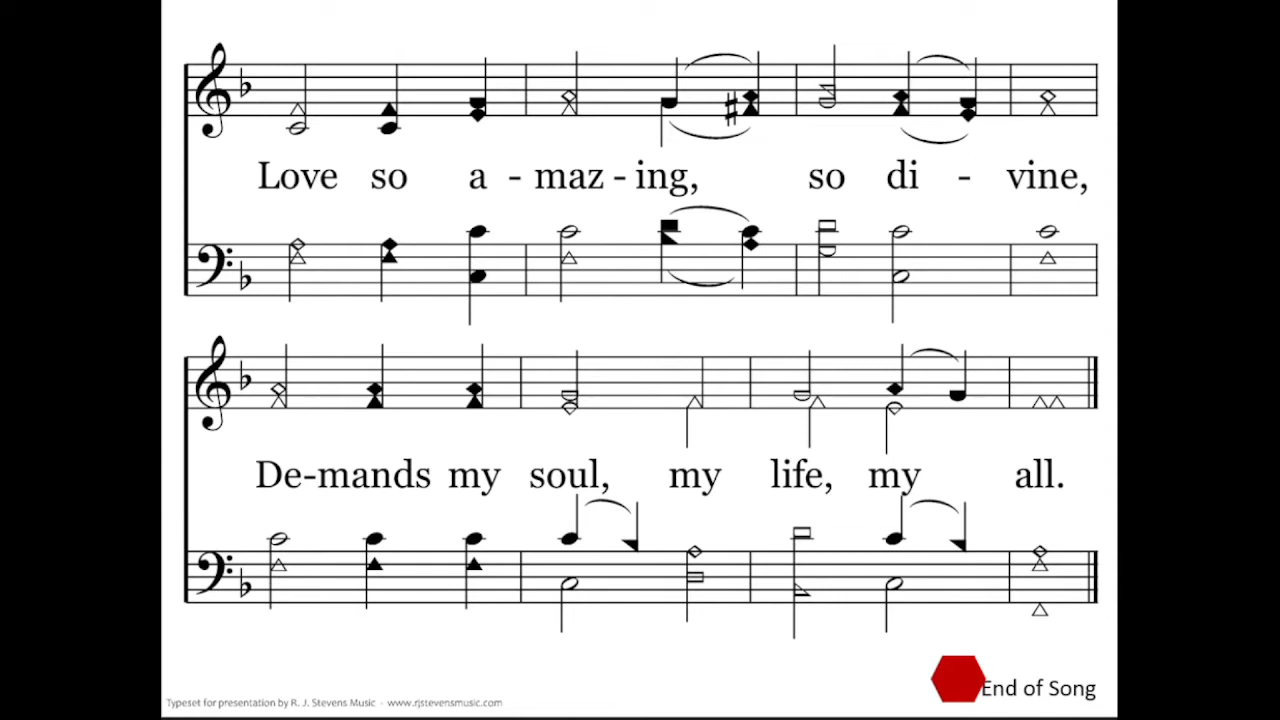 Love so a - maz - ing, so di - vine,
De-mands my soul, my life, my all.
End of Song
Typeset for presentation by R. J. Stevens Music - www.rjstevensmusic.com